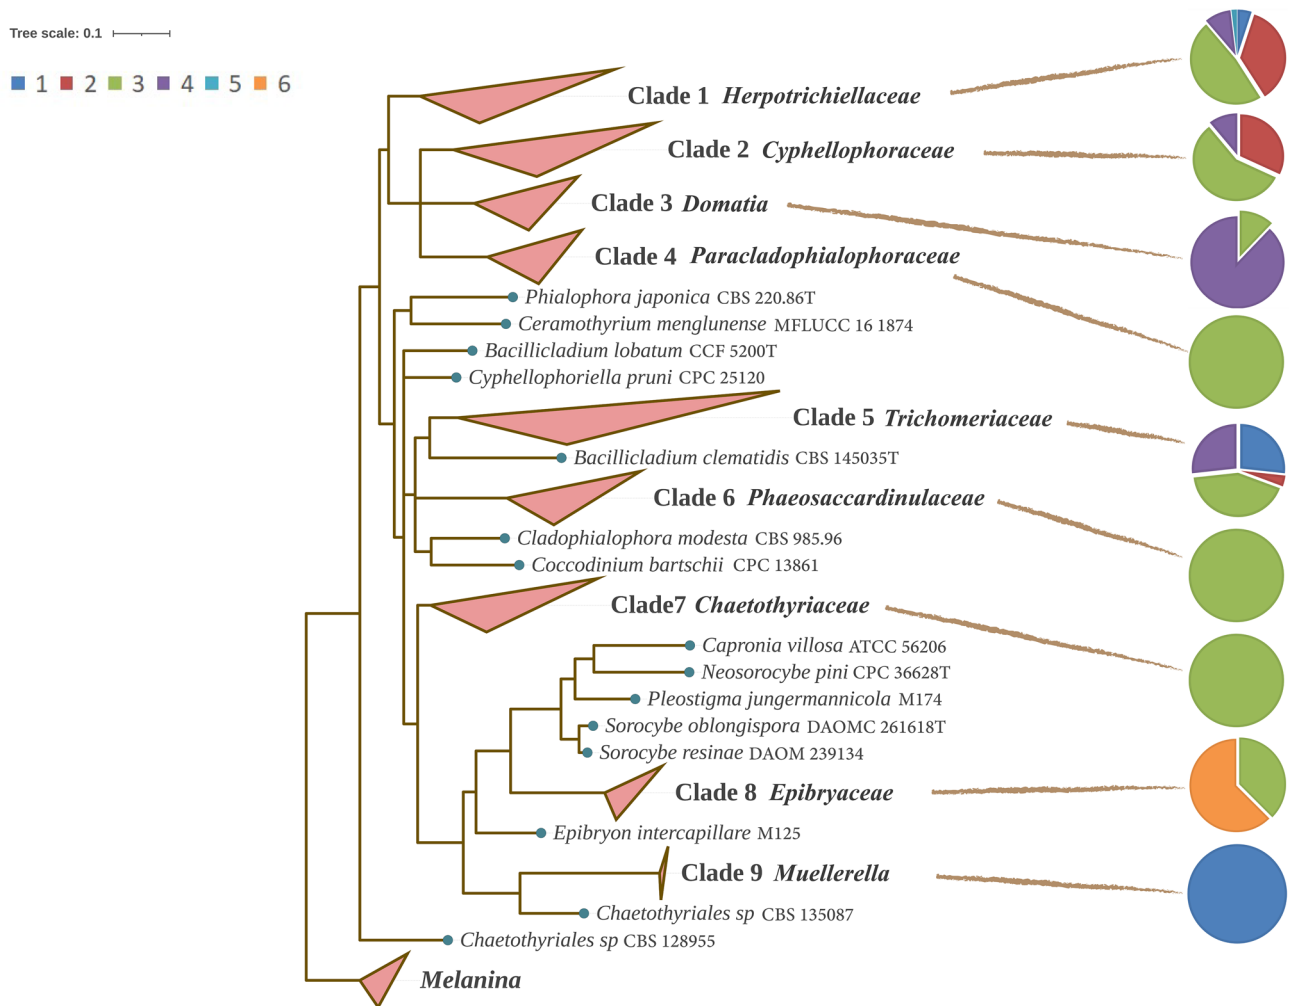 Tree scale: 0.1
1 2 3 4 5 6
Clade 1 Herpotrichiellaceae
Clade 2 Cyphellophoraceae
Clade 3 Domatia
Clade 4 Paracladophialophoraceae
Phialophora japonica CBS 220.86T
Ceramothyrium menglunense MFLUCC 16 1874
Bacillicladium lobatum CCF 5200T
Cyphellophoriella pruni CPC 25120
Clade 5 Trichomeriaceae
Bacillicladium clematidis CBS 145035T
Clade 6 Phaeosaccardinulaceae
Cladophialophora modesta CBS 985.96
Coccodinium bartschii CPC 13861
Clade7 Chaetothyriaceae
Capronia villosa ATCC 56206
Neosorocybe pini CPC 36628T
Pleostigma jungermannicola M174
Sorocybe oblongispora DAOMC 261618T
Sorocybe resinae DAOM 239134
Clade 8 Epibryaceae
Epibryon intercapillare M125
Clade 9 Muellerella
Chaetothyriales sp CBS 135087
Chaetothyriales sp CBS 128955
Melanina